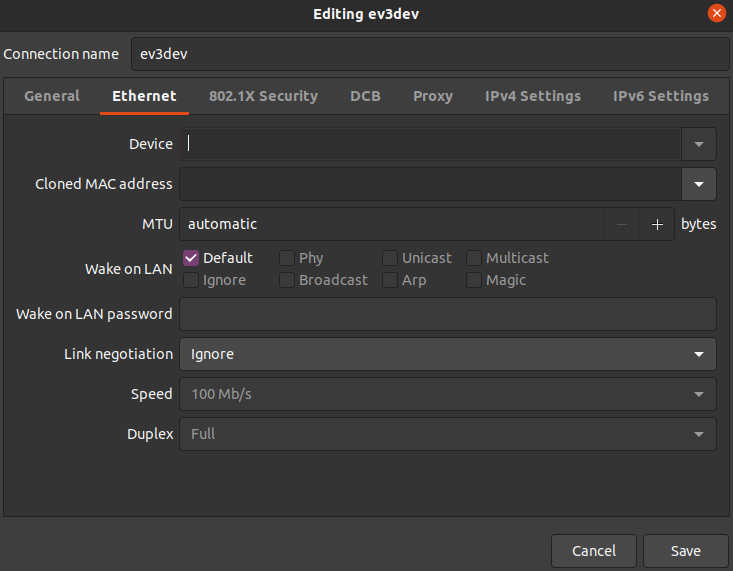 Editing ev3dev
Connection name ev3dev
General Ethernet 802.1X Security DCB Proxy IPv4 Settings IPv6 Settings
Device
Cloned MAC address
MTU automatic bytes
Wake on LAN
Default Phy Unicast Multicast
Ignore Broadcast Arp Magic
Wake on LAN password
Link negotiation Ignore
Speed 100 Mb/s
Duplex Full
Cancel Save